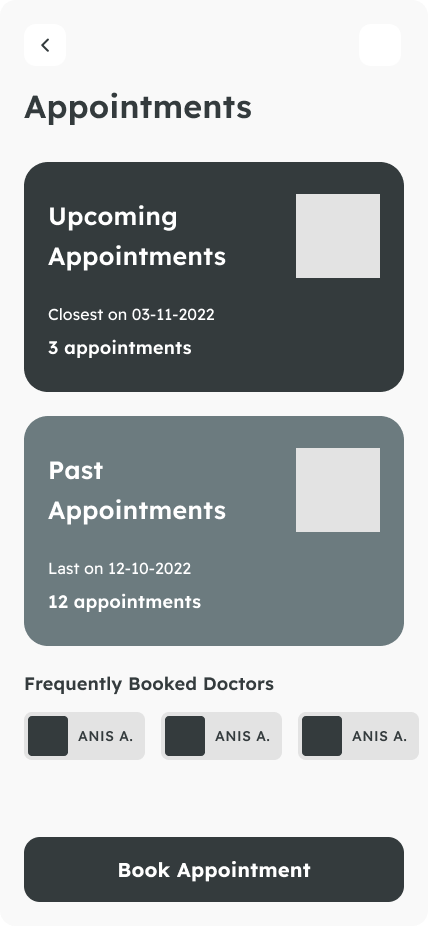 Appointments
Upcoming
Appointments
Closest on 03-11-2022
3 appointments
Past
Appointments
Last on 12-10-2022
12 appointments
Frequently Booked Doctors
ANIS A.
ANIS A.
ANIS A.
Book Appointment